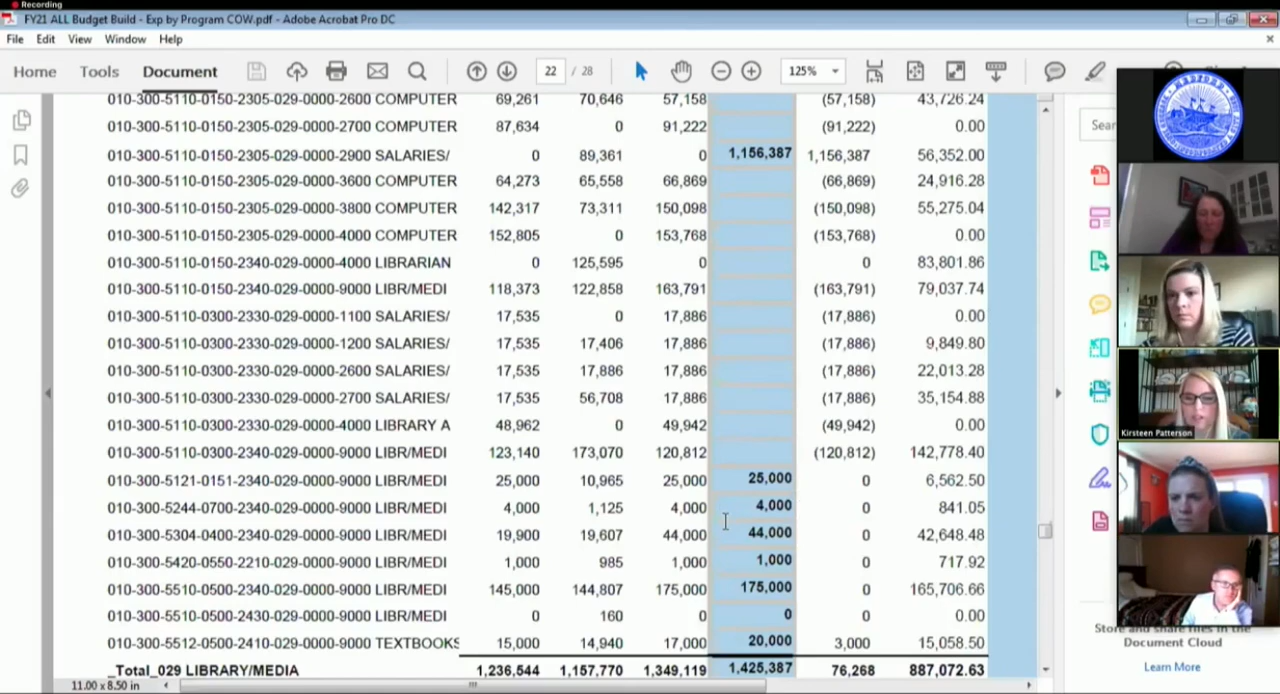 Recording
FY21 ALL Budget Build - Exp by Program COW.pdf - Adobe Acrobat Pro DC
File Edit View Window Help
Home Tools Document 22 / 28 125%
010-300-5110-0150-2305-029-0000-2600 COMPUTER 69,261 70,646 57,158 (57,158) 43,726.24
010-300-5110-0150-2305-029-0000-2700 COMPUTER 87,634 0 91,222 (91,222) 0.00
010-300-5110-0150-2305-029-0000-2900 SALARIES/ 0 89,361 0 1,156,387 1,156,387 56,352.00
010-300-5110-0150-2305-029-0000-3600 COMPUTER 64,273 65,558 66,869 (66,869) 24,916.28
010-300-5110-0150-2305-029-0000-3800 COMPUTER 142,317 73,311 150,098 (150,098) 55,275.04
010-300-5110-0150-2305-029-0000-4000 COMPUTER 152,805 0 153,768 (153,768) 0.00
010-300-5110-0150-2340-029-0000-4000 LIBRARIAN 0 125,595 0 0 83,801.86
010-300-5110-0150-2340-029-0000-9000 LIBR/MEDI 118,373 122,858 163,791 (163,791) 79,037.74
010-300-5110-0300-2330-029-0000-1100 SALARIES/ 17,535 0 17,886 (17,886) 0.00
010-300-5110-0300-2330-029-0000-1200 SALARIES/ 17,535 17,406 17,886 (17,886) 9,849.80
010-300-5110-0300-2330-029-0000-2600 SALARIES/ 17,535 17,886 17,886 (17,886) 22,013.28
010-300-5110-0300-2330-029-0000-2700 SALARIES/ 17,535 56,708 17,886 (17,886) 35,154.88
010-300-5110-0300-2330-029-0000-4000 LIBRARY A 48,962 0 49,942 (49,942) 0.00
010-300-5110-0300-2330-029-0000-9000 LIBR/MEDI 123,140 173,070 120,812 (120,812) 142,778.40
010-300-5121-0151-2340-029-0000-9000 LIBR/MEDI 25,000 10,965 25,000 25,000 0 6,562.50
010-300-5244-0700-2340-029-0000-9000 LIBR/MEDI 4,000 1,125 4,000 4,000 0 841.05
010-300-5304-0400-2340-029-0000-9000 LIBR/MEDI 19,900 19,607 44,000 44,000 0 42,648.48
010-300-5420-0550-2210-029-0000-9000 LIBR/MEDI 1,000 985 1,000 1,000 0 717.92
010-300-5510-0500-2340-029-0000-9000 LIBR/MEDI 145,000 144,807 175,000 175,000 0 165,706.66
010-300-5510-0500-2430-029-0000-9000 LIBR/MEDI 0 160 0 0 0 0.00
010-300-5512-0500-2410-029-0000-9000 TEXTBOOKS 15,000 14,940 17,000 20,000 3,000 15,058.50
_Total_029 LIBRARY/MEDIA 1,236,544 1,157,770 1,349,119 1,425,387 76,268 887,072.63
11.00 x 8.50 in
Sear
Kirsteen Patterson
Store and share files in the
Document Cloud
Learn More